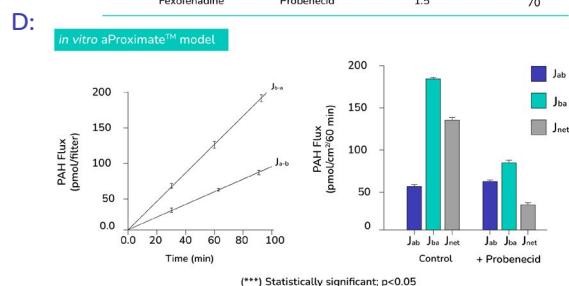 Fexofenadine Probenecid 1.5 70
D:
in vitro aProximate™ model
PAH Flux
(pmol/filter)
200
150
100
50
0.0
0.0 20 40 60 80 100
Time (min)
Jb-a
Ja-b
PAH Flux
(pmol/cm²/60 min)
200
150
100
50
0
Jab Jba Jnet Jab Jba Jnet
Control + Probenecid
Jab
Jba
Jnet
(***) Statistically significant; p<0.05